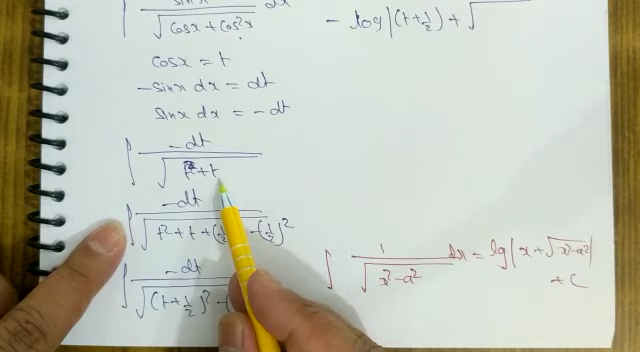 ∫ sinx / √(cosx + cos²x) dx
cosx = t
-sinx dx = dt
sinx dx = -dt
∫ -dt / √(t² + t)
∫ -dt / √(t² + t + (1/2)² - (1/2)²)
∫ -dt / √((t + 1/2)² - (
- log|(t + 1/2) + √
∫ 1 / √(x² - a²) dx = log|x + √(x² - a²)|
+ C